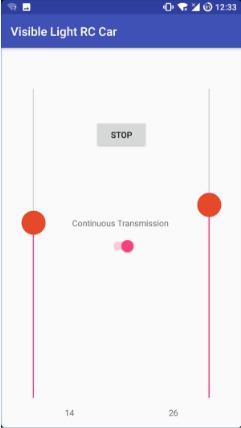 12:33
Visible Light RC Car
STOP
Continuous Transmission
14 26